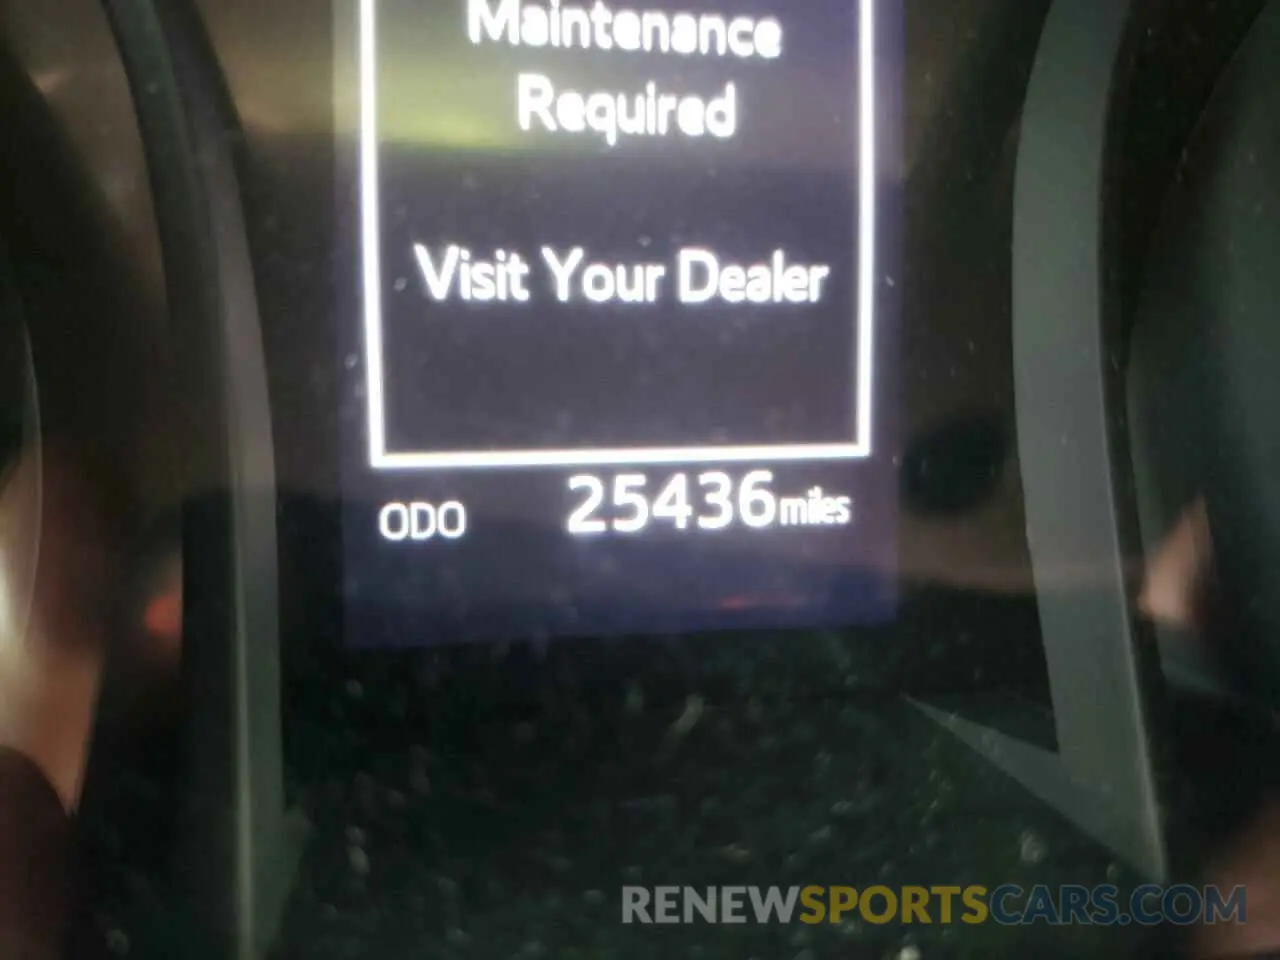 Maintenance
Required
Visit Your Dealer
ODO 25436 miles
RENEWSPORTSCARS.COM